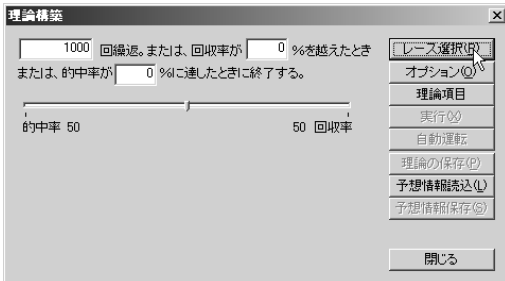 理論構築
1000 回繰返。または、回収率が 0 %を越えたとき
または、的中率が 0 %に達したときに終了する。
的中率 50
50 回収率
レース選択(R)
オプション(O)
理論項目
実行(X)
自動運転
理論の保存(P)
予想情報読込(L)
予想情報保存(S)
閉じる